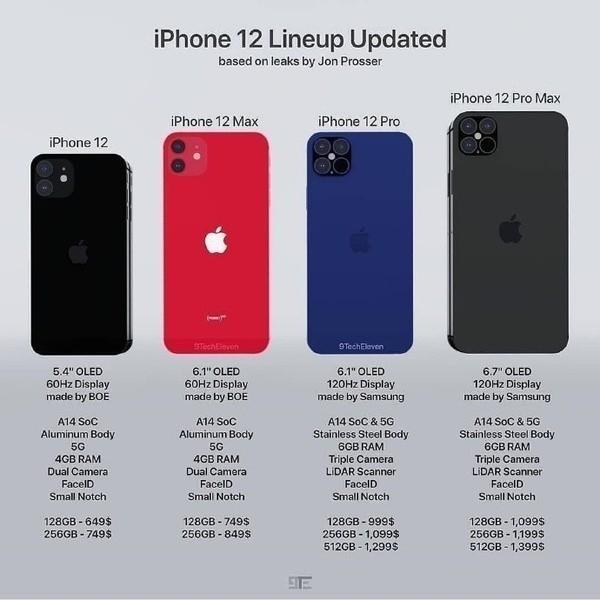 iPhone 12 Lineup Updated
based on leaks by Jon Prosser
iPhone 12
5.4" OLED
60Hz Display
made by BOE
A14 SoC
Aluminum Body
5G
4GB RAM
Dual Camera
FaceID
Small Notch
128GB - 649$
256GB - 749$
iPhone 12 Max
(PRODUCT)RED
9TechEleven
6.1" OLED
60Hz Display
made by BOE
A14 SoC
Aluminum Body
5G
4GB RAM
Dual Camera
FaceID
Small Notch
128GB - 749$
256GB - 849$
iPhone 12 Pro
9TechEleven
6.1" OLED
120Hz Display
made by Samsung
A14 SoC & 5G
Stainless Steel Body
6GB RAM
Triple Camera
LiDAR Scanner
FaceID
Small Notch
128GB - 999$
256GB - 1,099$
512GB - 1,299$
iPhone 12 Pro Max
6.7" OLED
120Hz Display
made by Samsung
A14 SoC & 5G
Stainless Steel Body
6GB RAM
Triple Camera
LiDAR Scanner
FaceID
Small Notch
128GB - 1,099$
256GB - 1,199$
512GB - 1,399$
9TE